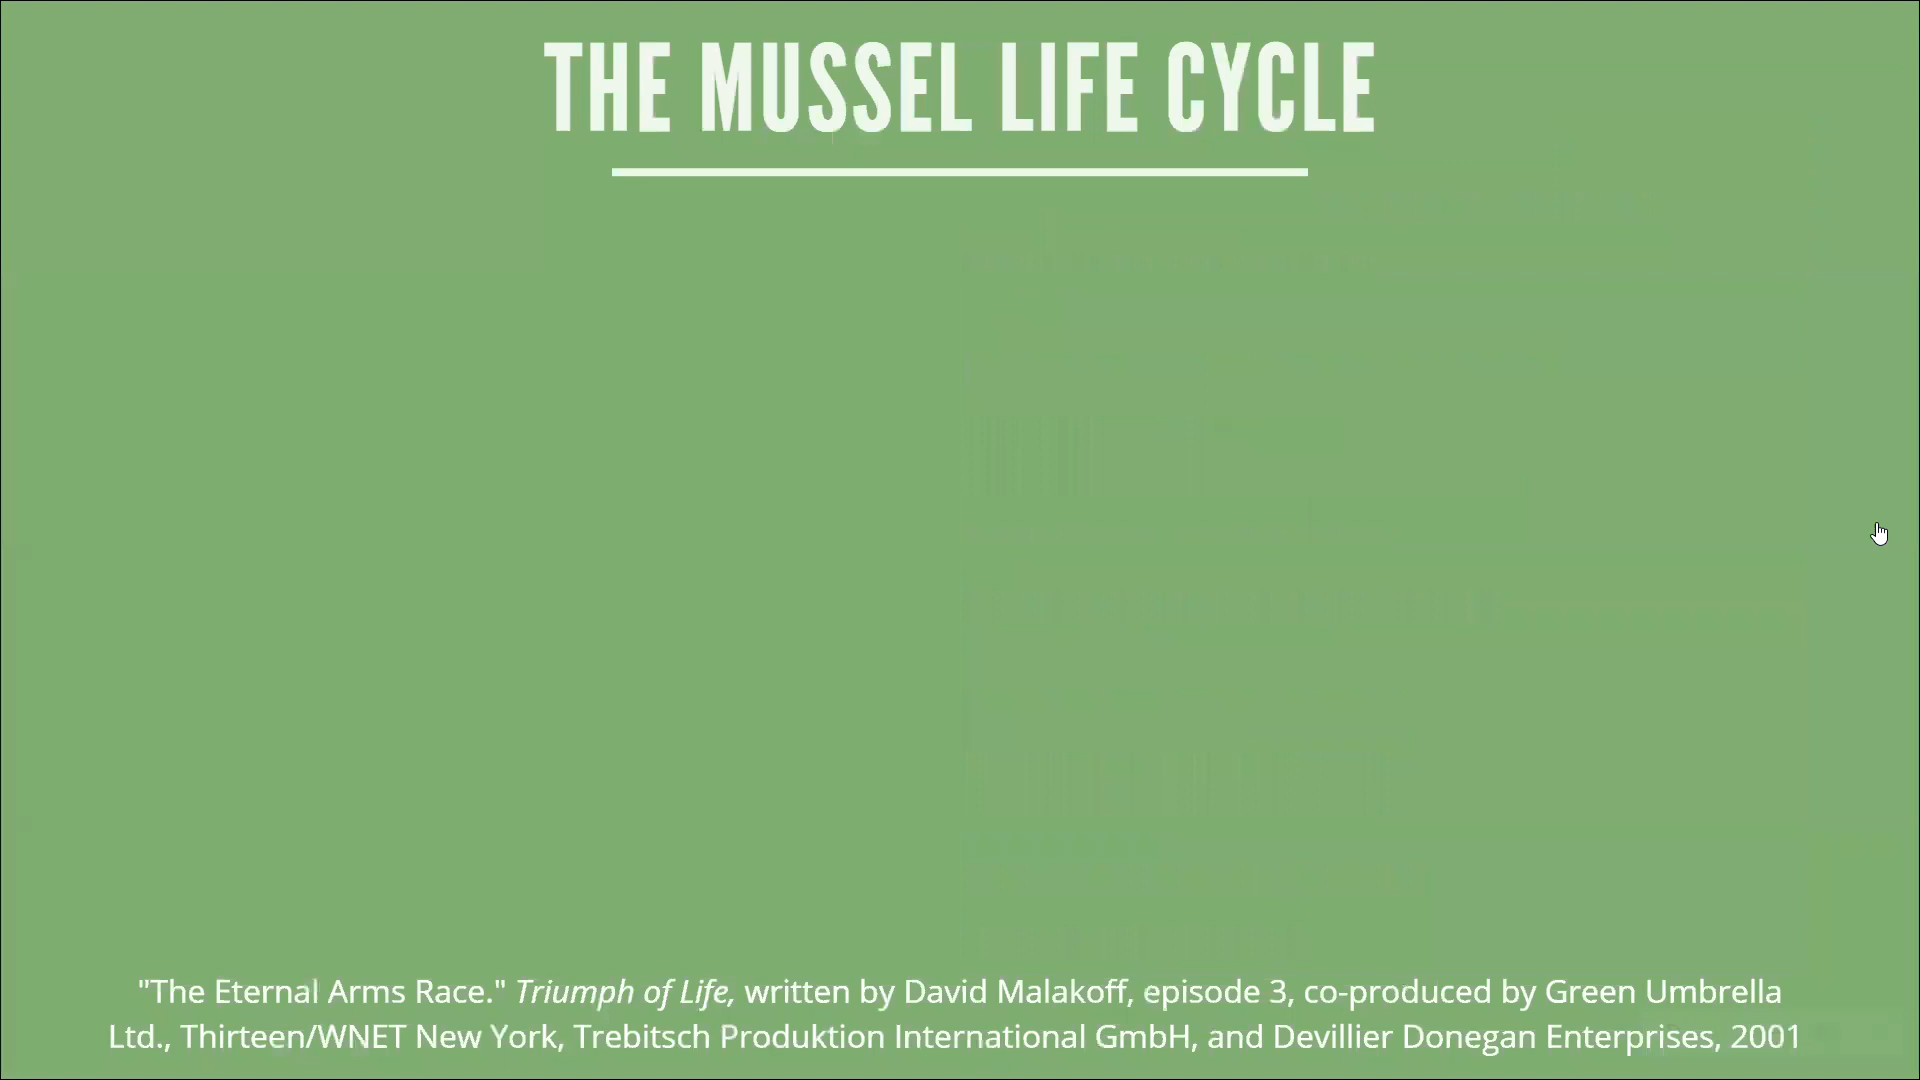 THE MUSSEL LIFE CYCLE
"The Eternal Arms Race." Triumph of Life, written by David Malakoff, episode 3, co-produced by Green Umbrella
Ltd., Thirteen/WNET New York, Trebitsch Produktion International GmbH, and Devillier Donegan Enterprises, 2001